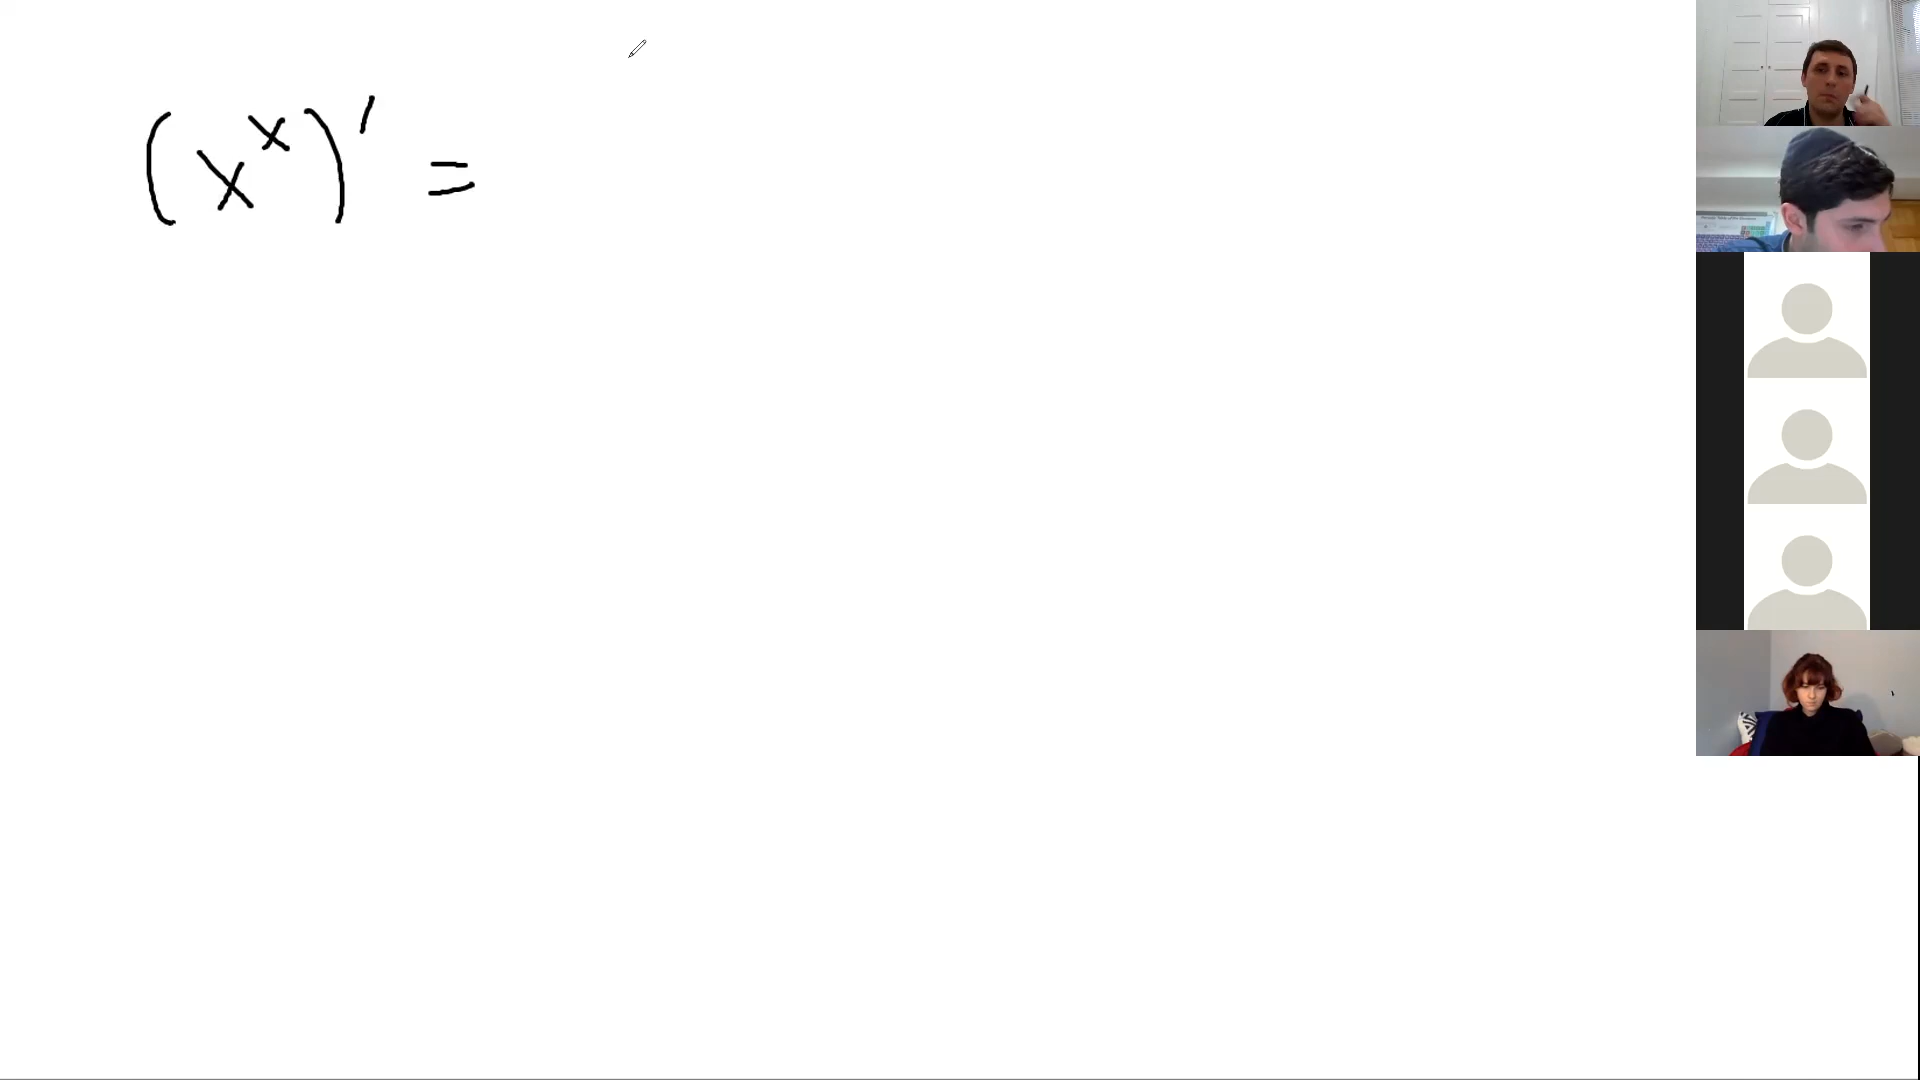 (x^x)' =